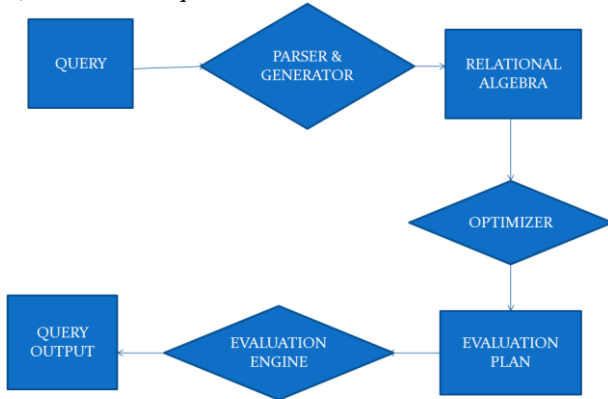 QUERY
PARSER &
GENERATOR
RELATIONAL
ALGEBRA
OPTIMIZER
QUERY
OUTPUT
EVALUATION
ENGINE
EVALUATION
PLAN